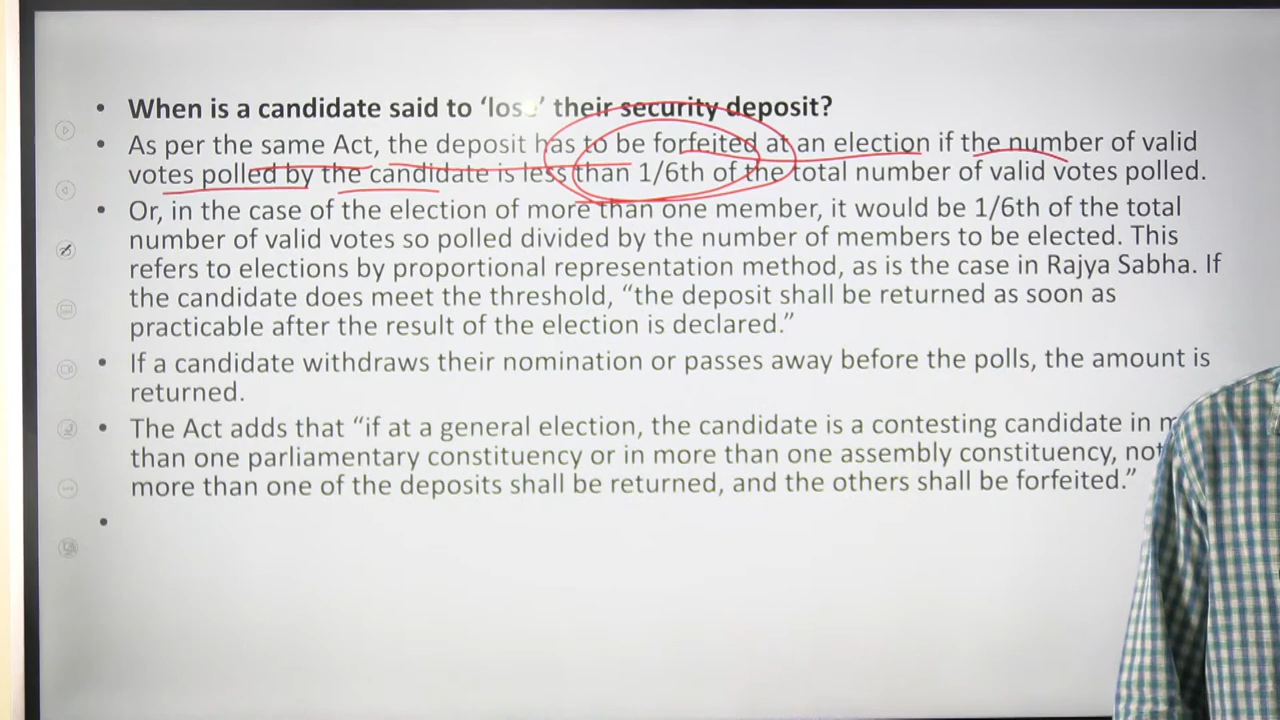 • When is a candidate said to ‘lose’ their security deposit?
• As per the same Act, the deposit has to be forfeited at an election if the number of valid
votes polled by the candidate is less than 1/6th of the total number of valid votes polled.
• Or, in the case of the election of more than one member, it would be 1/6th of the total
number of valid votes so polled divided by the number of members to be elected. This
refers to elections by proportional representation method, as is the case in Rajya Sabha. If
the candidate does meet the threshold, “the deposit shall be returned as soon as
practicable after the result of the election is declared.”
• If a candidate withdraws their nomination or passes away before the polls, the amount is
returned.
• The Act adds that “if at a general election, the candidate is a contesting candidate in
than one parliamentary constituency or in more than one assembly constituency, not
more than one of the deposits shall be returned, and the others shall be forfeited.”
•